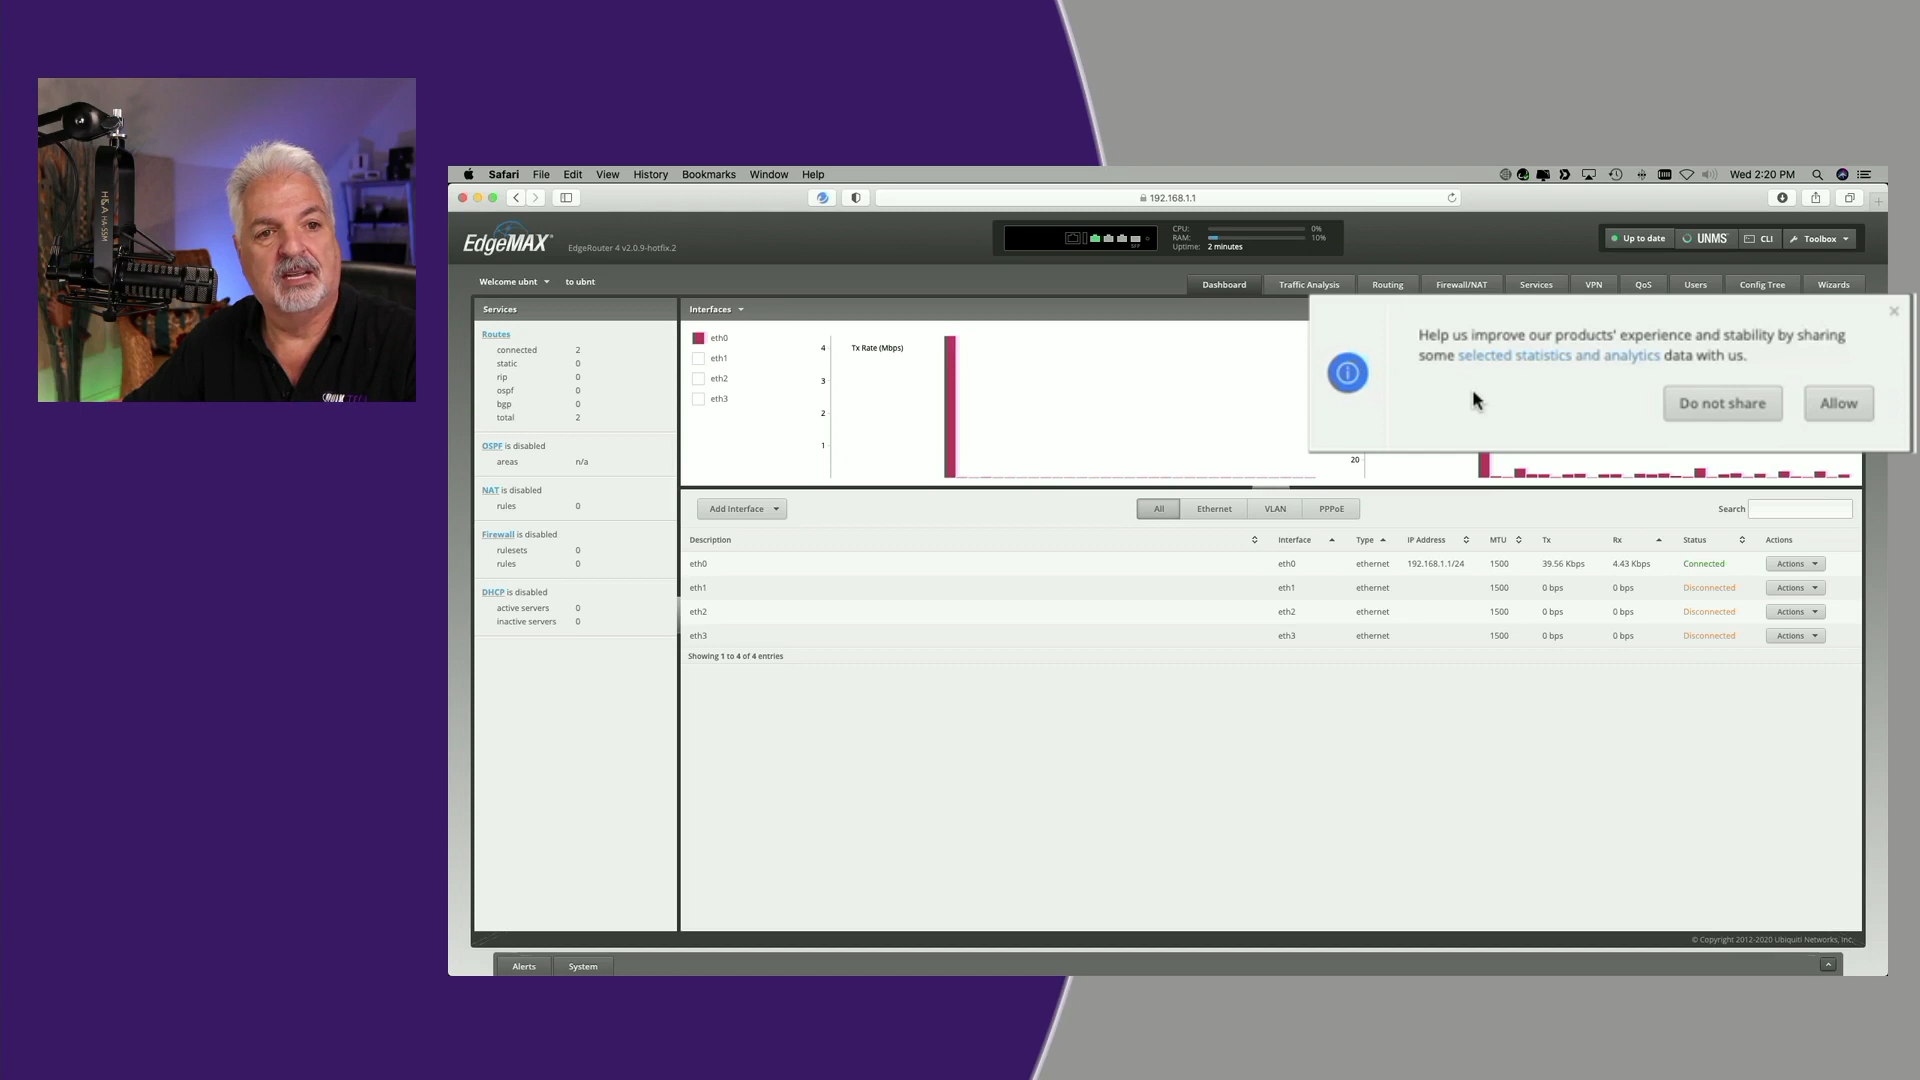 H&A HA-SSM
Safari File Edit View History Bookmarks Window Help
Wed 2:20 PM
192.168.1.1
EdgeMAX
EdgeRouter 4 v2.0.9-hotfix.2
SFP
CPU: 0%
RAM: 10%
Uptime: 2 minutes
Up to date UNMS CLI Toolbox
Welcome ubnt to ubnt
Dashboard Traffic Analysis Routing Firewall/NAT Services VPN QoS Users Config Tree Wizards
Services
Routes
connected 2
static 0
rip 0
ospf 0
bgp 0
total 2
OSPF is disabled
areas n/a
NAT is disabled
rules 0
Firewall is disabled
rulesets 0
rules 0
DHCP is disabled
active servers 0
inactive servers 0
Interfaces
eth0
eth1
eth2
eth3
Tx Rate (Mbps)
4
3
2
1
Help us improve our products' experience and stability by sharing
some selected statistics and analytics data with us.
Do not share Allow
20
Add Interface
All Ethernet VLAN PPPoE
Search
Description Interface Type IP Address MTU Tx Rx Status Actions
eth0 eth0 ethernet 192.168.1.1/24 1500 39.56 Kbps 4.43 Kbps Connected Actions
eth1 eth1 ethernet 1500 0 bps 0 bps Disconnected Actions
eth2 eth2 ethernet 1500 0 bps 0 bps Disconnected Actions
eth3 eth3 ethernet 1500 0 bps 0 bps Disconnected Actions
Showing 1 to 4 of 4 entries
© Copyright 2012-2020 Ubiquiti Networks, Inc.
Alerts System